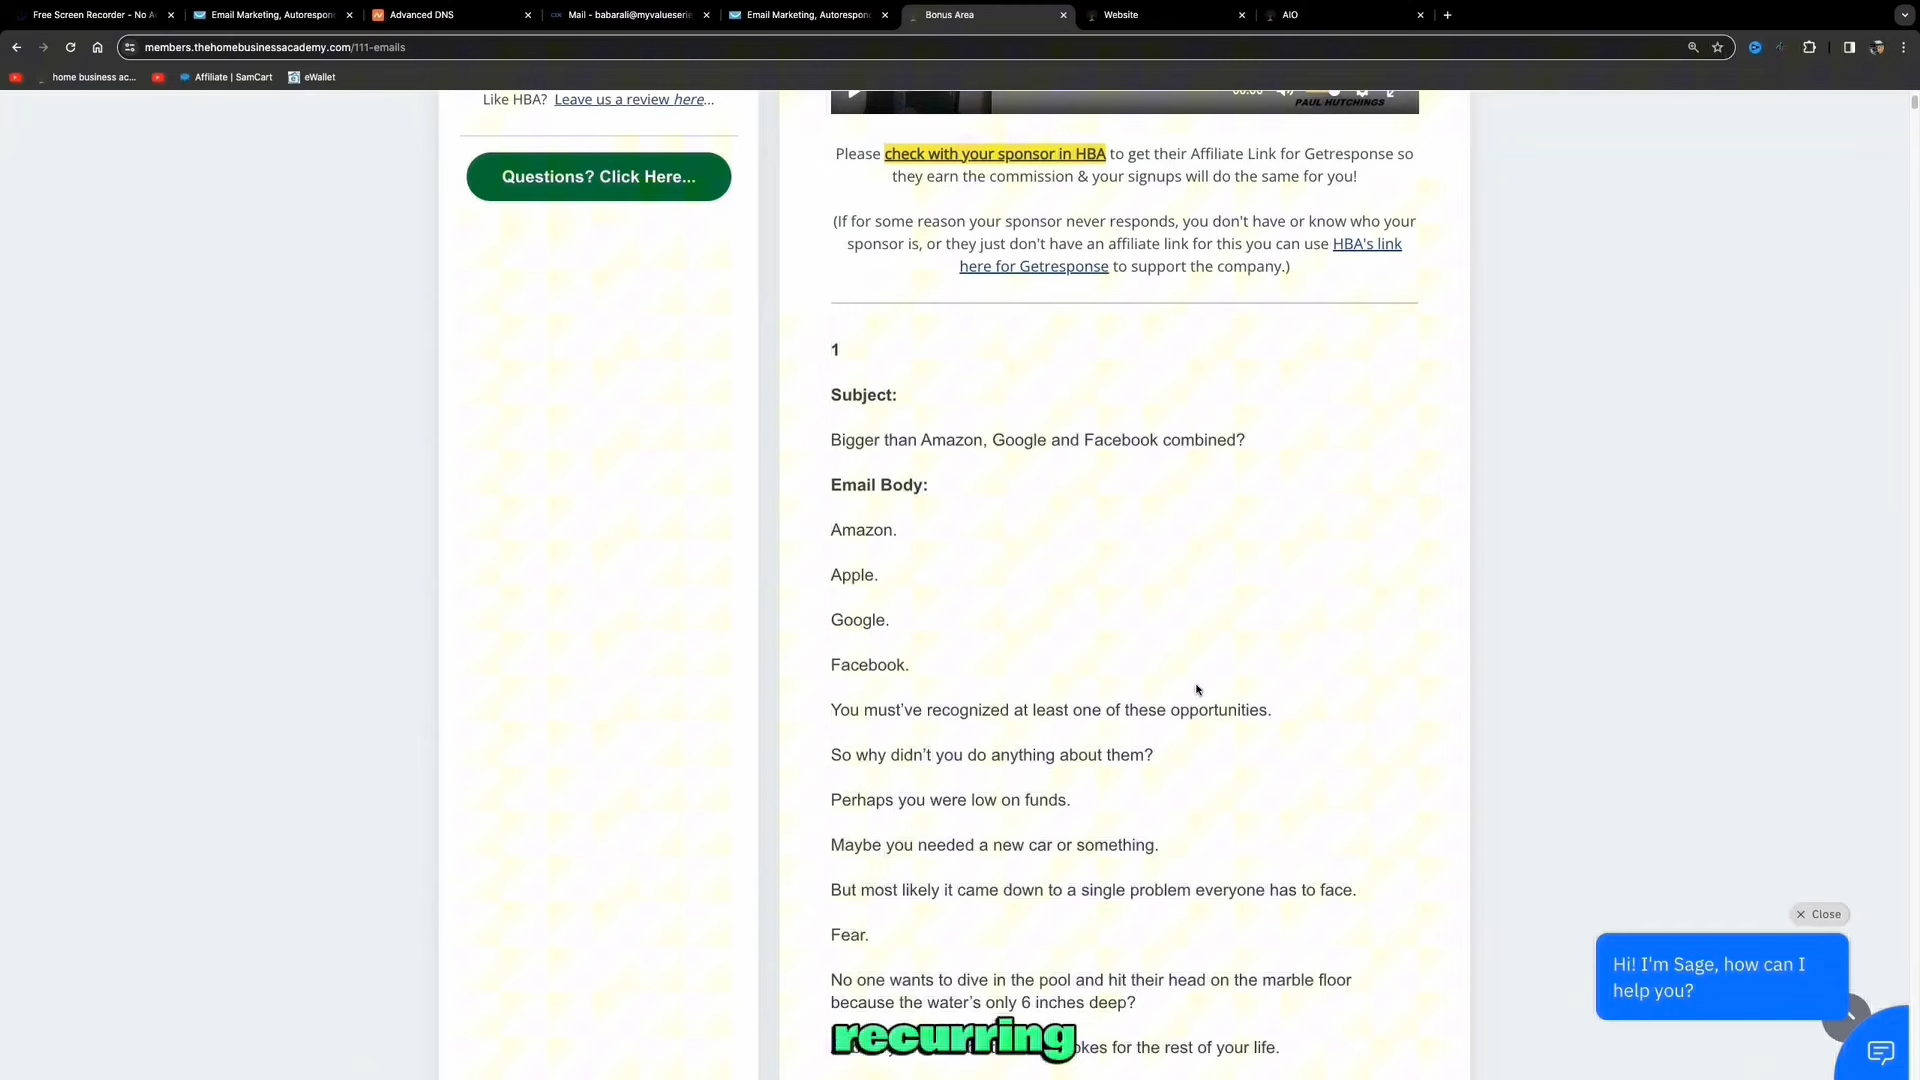 Free Screen Recorder - No A
Email Marketing, Autorespon
Advanced DNS
Mail - babarali@myvalueserie
Email Marketing, Autorespon
Bonus Area
Website
AIO
members.thehomebusinessacademy.com/111-emails
home business ac...
Affiliate | SamCart
eWallet
Like HBA? Leave us a review here...
Questions? Click Here...
00:00
PAUL HUTCHINGS
Please check with your sponsor in HBA to get their Affiliate Link for Getresponse so
they earn the commission & your signups will do the same for you!
(If for some reason your sponsor never responds, you don't have or know who your
sponsor is, or they just don't have an affiliate link for this you can use HBA's link
here for Getresponse to support the company.)
1
Subject:
Bigger than Amazon, Google and Facebook combined?
Email Body:
Amazon.
Apple.
Google.
Facebook.
You must've recognized at least one of these opportunities.
So why didn't you do anything about them?
Perhaps you were low on funds.
Maybe you needed a new car or something.
But most likely it came down to a single problem everyone has to face.
Fear.
No one wants to dive in the pool and hit their head on the marble floor
because the water's only 6 inches deep?
recurring
okes for the rest of your life.
Close
Hi! I'm Sage, how can I
help you?